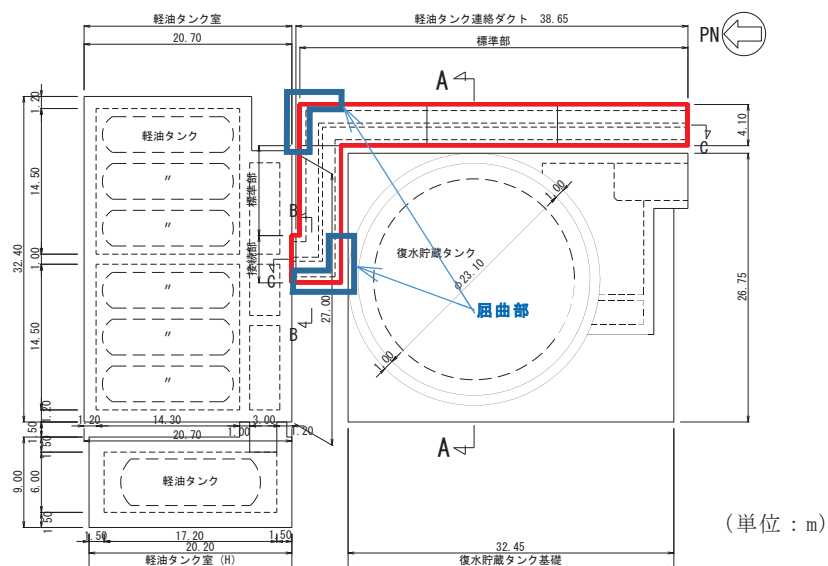 軽油タンク室
軽油タンク連絡ダクト 38.65
20.70
標準部
PN
A
1.20
軽油タンク
〃
〃
14.50
標準部
4.10
C
1.00
B
接続部
C
復水貯蔵タンク
1.00
φ23.10
32.40
26.75
〃
〃
〃
14.50
27.00
屈曲部
B
1.00
1.20
1.20
14.30
3.00
1.00
1.20
20.70
A
1.50
軽油タンク
9.00
6.00
1.50
1.50
17.20
1.50
20.20
32.45
軽油タンク室 (H)
復水貯蔵タンク基礎
(単位:m)